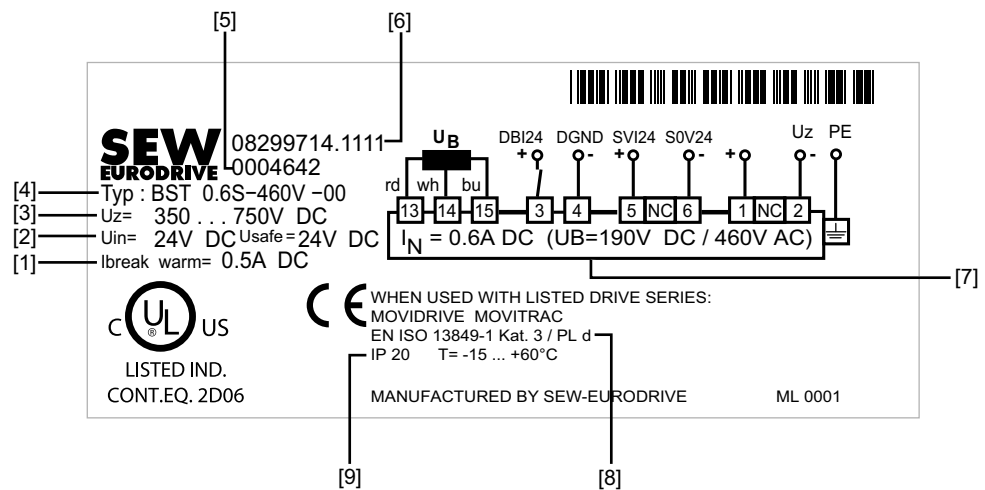 [5] [6]
SEW
EURODRIVE
08299714.1111
0004642
[4] Typ : BST 0.6S-460V -00
[3] Uz= 350 . . . 750V DC
[2] Uin= 24V DC Usafe = 24V DC
[1] Ibreak warm= 0.5A DC
UB DBI24 DGND SVI24 S0V24 Uz PE
+ - + - + -
rd wh bu
13 14 15 3 4 5 NC 6 1 NC 2
IN = 0.6A DC (UB=190V DC / 460V AC)
[7]
C UL ® US
LISTED IND.
CONT.EQ. 2D06
CE
WHEN USED WITH LISTED DRIVE SERIES:
MOVIDRIVE MOVITRAC
EN ISO 13849-1 Kat. 3 / PL d
IP 20 T= -15 ... +60°C
MANUFACTURED BY SEW-EURODRIVE ML 0001
[9] [8]